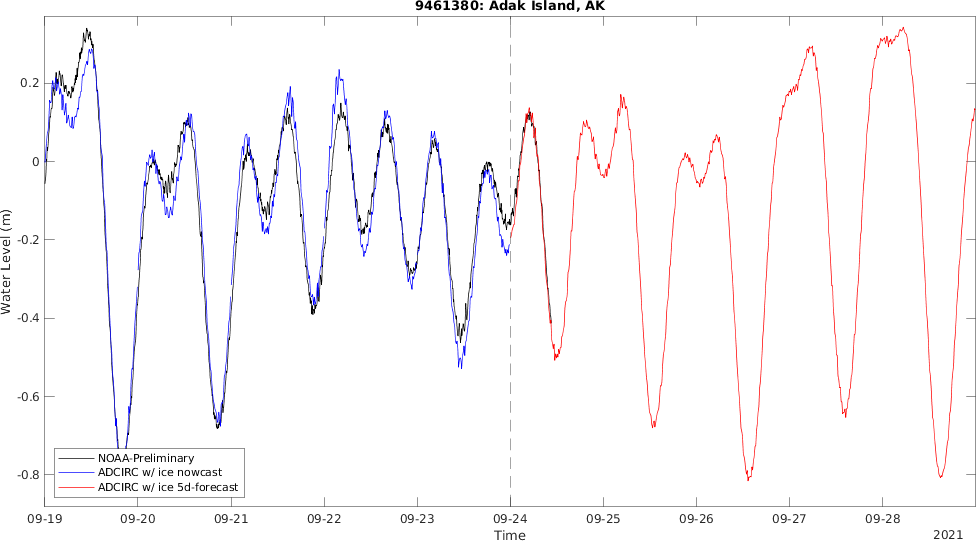 9461380: Adak Island, AK
Water Level (m)
0.2
0
-0.2
-0.4
-0.6
-0.8
NOAA-Preliminary
ADCIRC w/ ice nowcast
ADCIRC w/ ice 5d-forecast
09-19 09-20 09-21 09-22 09-23 09-24 09-25 09-26 09-27 09-28
Time
2021